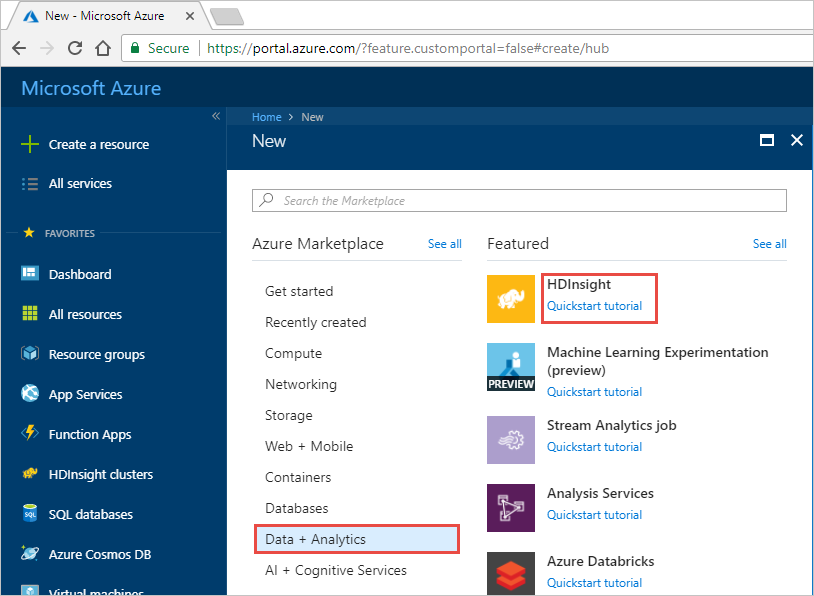 New - Microsoft Azure
Secure
https://portal.azure.com/?feature.customportal=false#create/hub
Microsoft Azure
Create a resource
All services
FAVORITES
Dashboard
All resources
Resource groups
App Services
Function Apps
HDInsight clusters
SQL databases
Azure Cosmos DB
Virtual machines
Home > New
New
Search the Marketplace
Azure Marketplace
See all
Get started
Recently created
Compute
Networking
Storage
Web + Mobile
Containers
Databases
Data + Analytics
AI + Cognitive Services
Featured
See all
HDInsight
Quickstart tutorial
PREVIEW
Machine Learning Experimentation
(preview)
Quickstart tutorial
Stream Analytics job
Quickstart tutorial
Analysis Services
Quickstart tutorial
Azure Databricks
Quickstart tutorial